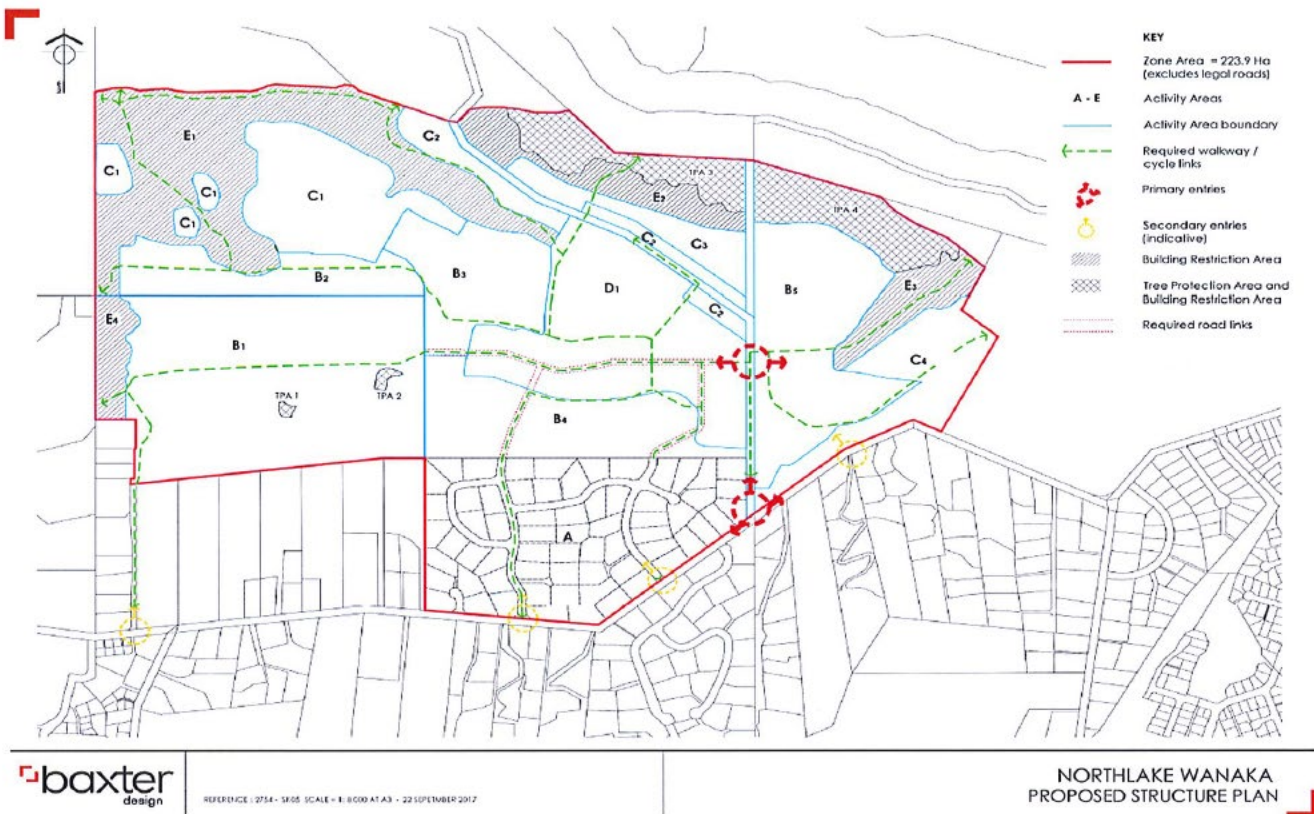 KEY
Zone Area = 223.9 Ha
(excludes legal roads)
A - E
Activity Areas
Activity Area boundary
Required walkway /
cycle links
Primary entries
Secondary entries
(indicative)
Building Restriction Area
Tree Protection Area and
Building Restriction Area
Required road links
E1
C2
C1
C1
C1
C1
TPA 3
E2
TPA 4
C2
C3
B2
B3
D1
B5
E3
C2
E4
B1
C4
TPA 1
TPA 2
B4
A
baxter
design
REFERENCE : 2754 - SK05 SCALE = 1: 8000 AT A3 - 22 SEPETMBER 2017
NORTHLAKE WANAKA
PROPOSED STRUCTURE PLAN